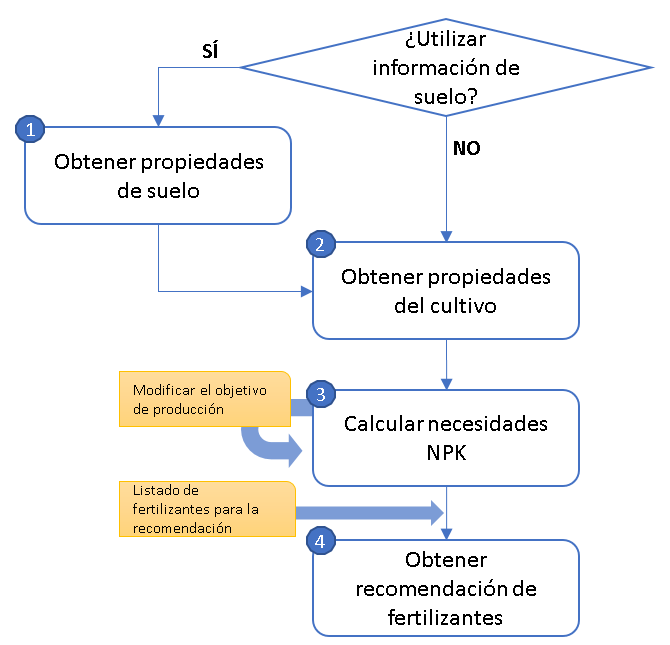 ¿Utilizar
información de
suelo?
SÍ
NO
1
Obtener propiedades
de suelo
2
Obtener propiedades
del cultivo
Modificar el objetivo
de producción
3
Calcular necesidades
NPK
Listado de
fertilizantes para la
recomendación
4
Obtener
recomendación de
fertilizantes